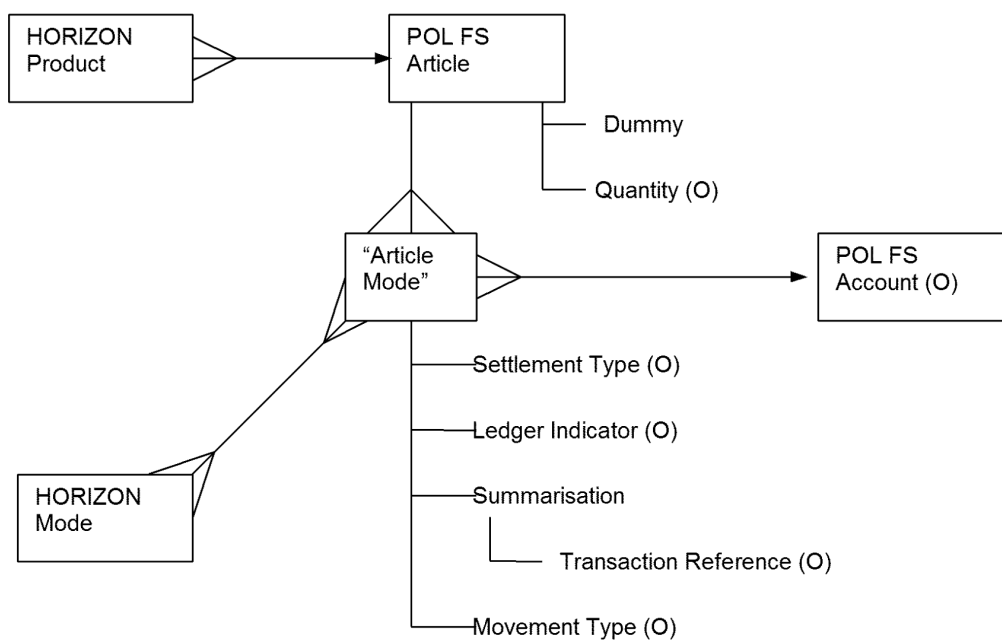 HORIZON
Product
POL FS
Article
Dummy
Quantity (O)
“Article
Mode”
POL FS
Account (O)
Settlement Type (O)
Ledger Indicator (O)
HORIZON
Mode
Summarisation
Transaction Reference (O)
Movement Type (O)